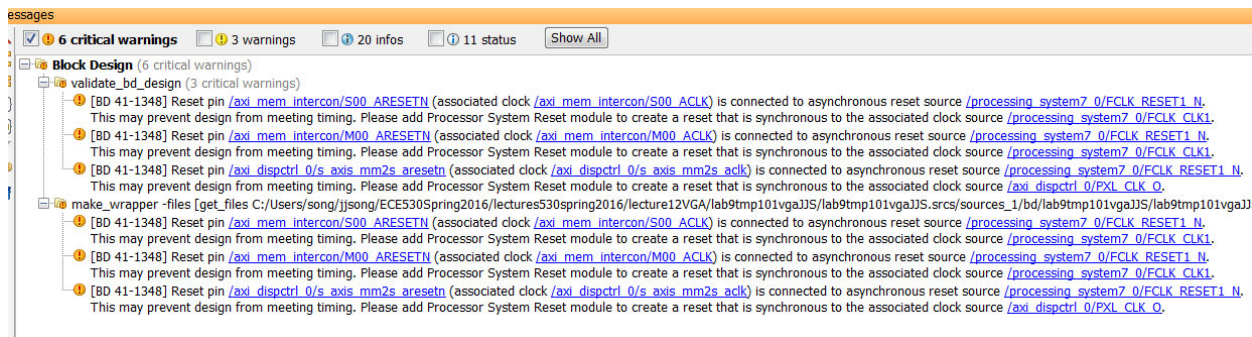 essages
6 critical warnings 3 warnings 20 infos 11 status Show All
Block Design (6 critical warnings)
validate_bd_design (3 critical warnings)
[BD 41-1348] Reset pin /axi_mem_intercon/S00_ARESETN (associated clock /axi_mem_intercon/S00_ACLK) is connected to asynchronous reset source /processing_system7_0/FCLK_RESET1_N.
This may prevent design from meeting timing. Please add Processor System Reset module to create a reset that is synchronous to the associated clock source /processing_system7_0/FCLK_CLK1.
[BD 41-1348] Reset pin /axi_mem_intercon/M00_ARESETN (associated clock /axi_mem_intercon/M00_ACLK) is connected to asynchronous reset source /processing_system7_0/FCLK_RESET1_N.
This may prevent design from meeting timing. Please add Processor System Reset module to create a reset that is synchronous to the associated clock source /processing_system7_0/FCLK_CLK1.
[BD 41-1348] Reset pin /axi_dispctrl_0/s_axis_mm2s_aresetn (associated clock /axi_dispctrl_0/s_axis_mm2s_aclk) is connected to asynchronous reset source /processing_system7_0/FCLK_RESET1_N.
This may prevent design from meeting timing. Please add Processor System Reset module to create a reset that is synchronous to the associated clock source /axi_dispctrl_0/PXL_CLK_O.
make_wrapper -files [get_files C:/Users/song/jjsong/ECE530Spring2016/lectures530spring2016/lecture12VGA/lab9tmp101vgaJJS/lab9tmp101vgaJJS.srcs/sources_1/bd/lab9tmp101vgaJJS/lab9tmp101vgaJJ
[BD 41-1348] Reset pin /axi_mem_intercon/S00_ARESETN (associated clock /axi_mem_intercon/S00_ACLK) is connected to asynchronous reset source /processing_system7_0/FCLK_RESET1_N.
This may prevent design from meeting timing. Please add Processor System Reset module to create a reset that is synchronous to the associated clock source /processing_system7_0/FCLK_CLK1.
[BD 41-1348] Reset pin /axi_mem_intercon/M00_ARESETN (associated clock /axi_mem_intercon/M00_ACLK) is connected to asynchronous reset source /processing_system7_0/FCLK_RESET1_N.
This may prevent design from meeting timing. Please add Processor System Reset module to create a reset that is synchronous to the associated clock source /processing_system7_0/FCLK_CLK1.
[BD 41-1348] Reset pin /axi_dispctrl_0/s_axis_mm2s_aresetn (associated clock /axi_dispctrl_0/s_axis_mm2s_aclk) is connected to asynchronous reset source /processing_system7_0/FCLK_RESET1_N.
This may prevent design from meeting timing. Please add Processor System Reset module to create a reset that is synchronous to the associated clock source /axi_dispctrl_0/PXL_CLK_O.